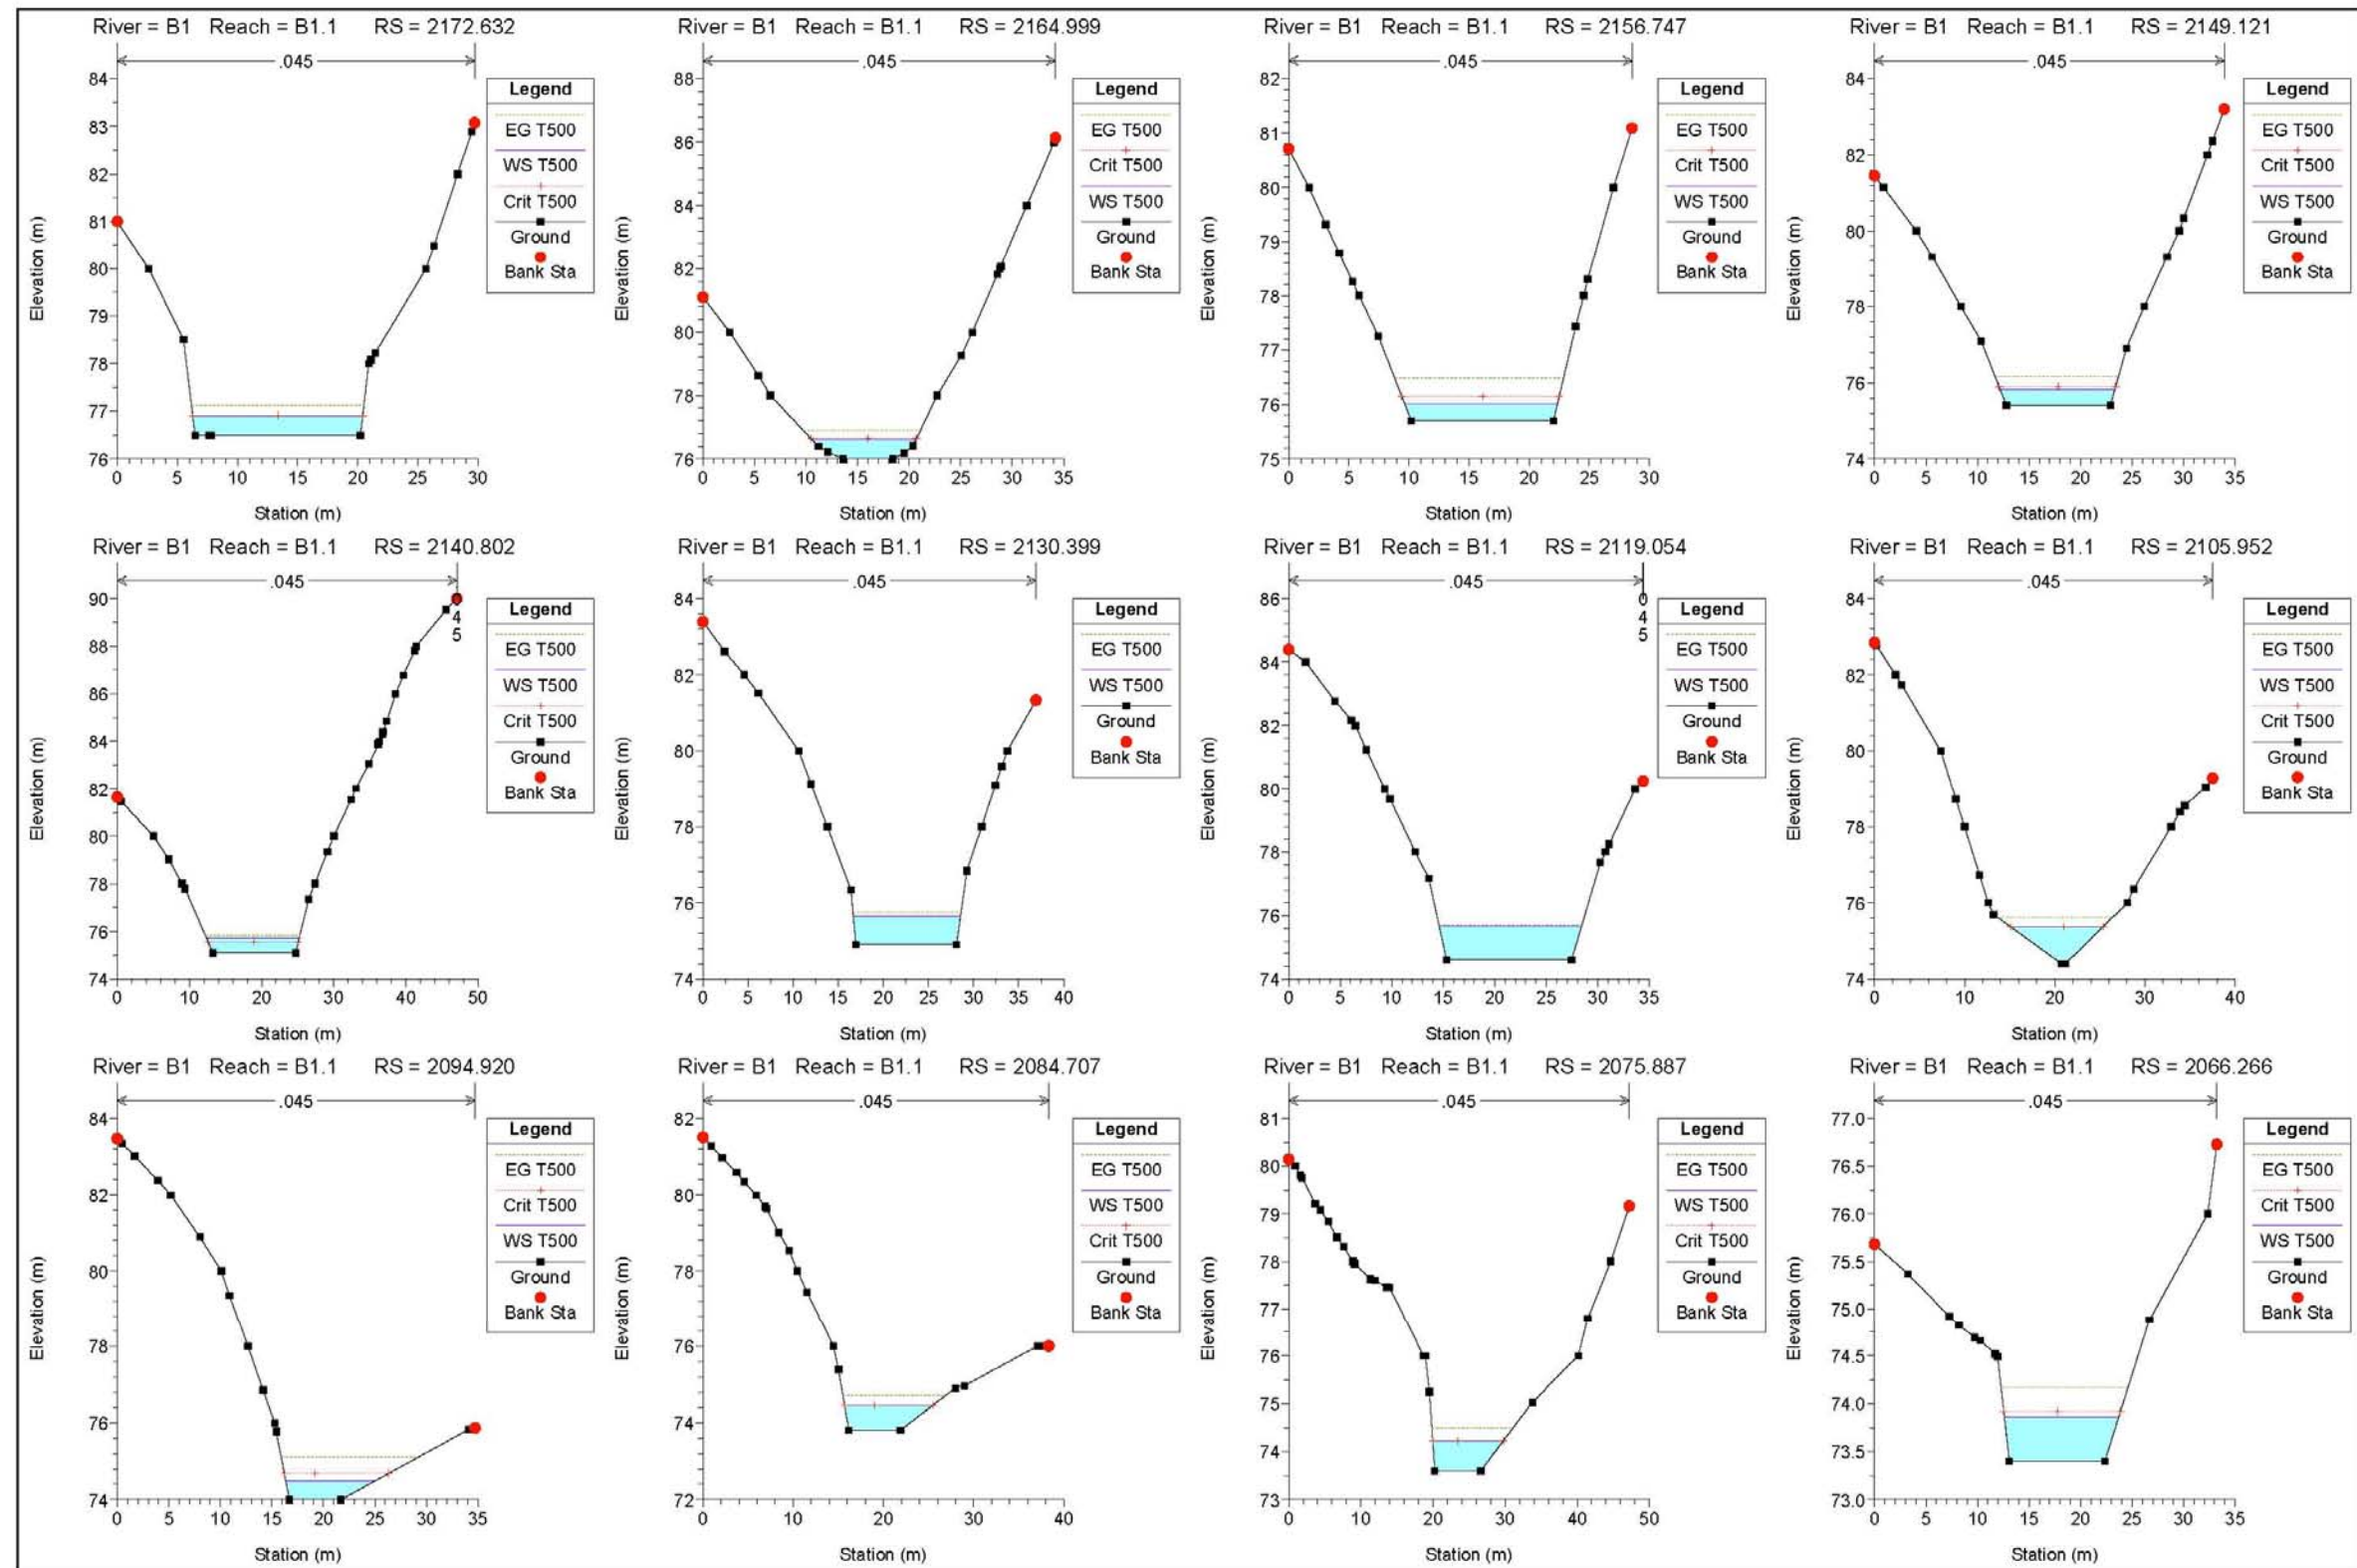 River = B1 Reach = B1.1 RS = 2172.632
.045
84
83
82
81
80
79
78
77
76
0 5 10 15 20 25 30
Elevation (m)
Station (m)
Legend
EG T500
WS T500
Crit T500
Ground
Bank Sta
River = B1 Reach = B1.1 RS = 2164.999
.045
88
86
84
82
80
78
76
0 5 10 15 20 25 30 35
Elevation (m)
Station (m)
Legend
EG T500
Crit T500
WS T500
Ground
Bank Sta
River = B1 Reach = B1.1 RS = 2156.747
.045
82
81
80
79
78
77
76
75
0 5 10 15 20 25 30
Elevation (m)
Station (m)
Legend
EG T500
Crit T500
WS T500
Ground
Bank Sta
River = B1 Reach = B1.1 RS = 2149.121
.045
84
82
80
78
76
74
0 5 10 15 20 25 30 35
Elevation (m)
Station (m)
Legend
EG T500
Crit T500
WS T500
Ground
Bank Sta
River = B1 Reach = B1.1 RS = 2140.802
.045
4
5
90
88
86
84
82
80
78
76
74
0 10 20 30 40 50
Elevation (m)
Station (m)
Legend
EG T500
WS T500
Crit T500
Ground
Bank Sta
River = B1 Reach = B1.1 RS = 2130.399
.045
84
82
80
78
76
74
0 5 10 15 20 25 30 35 40
Elevation (m)
Station (m)
Legend
EG T500
WS T500
Ground
Bank Sta
River = B1 Reach = B1.1 RS = 2119.054
.045
0
4
5
86
84
82
80
78
76
74
0 5 10 15 20 25 30 35
Elevation (m)
Station (m)
Legend
EG T500
WS T500
Ground
Bank Sta
River = B1 Reach = B1.1 RS = 2105.952
.045
84
82
80
78
76
74
0 10 20 30 40
Elevation (m)
Station (m)
Legend
EG T500
WS T500
Crit T500
Ground
Bank Sta
River = B1 Reach = B1.1 RS = 2094.920
.045
84
82
80
78
76
74
0 5 10 15 20 25 30 35
Elevation (m)
Station (m)
Legend
EG T500
Crit T500
WS T500
Ground
Bank Sta
River = B1 Reach = B1.1 RS = 2084.707
.045
82
80
78
76
74
72
0 10 20 30 40
Elevation (m)
Station (m)
Legend
EG T500
WS T500
Crit T500
Ground
Bank Sta
River = B1 Reach = B1.1 RS = 2075.887
.045
81
80
79
78
77
76
75
74
73
0 10 20 30 40 50
Elevation (m)
Station (m)
Legend
EG T500
WS T500
Crit T500
Ground
Bank Sta
River = B1 Reach = B1.1 RS = 2066.266
.045
77.0
76.5
76.0
75.5
75.0
74.5
74.0
73.5
73.0
0 5 10 15 20 25 30 35
Elevation (m)
Station (m)
Legend
EG T500
Crit T500
WS T500
Ground
Bank Sta